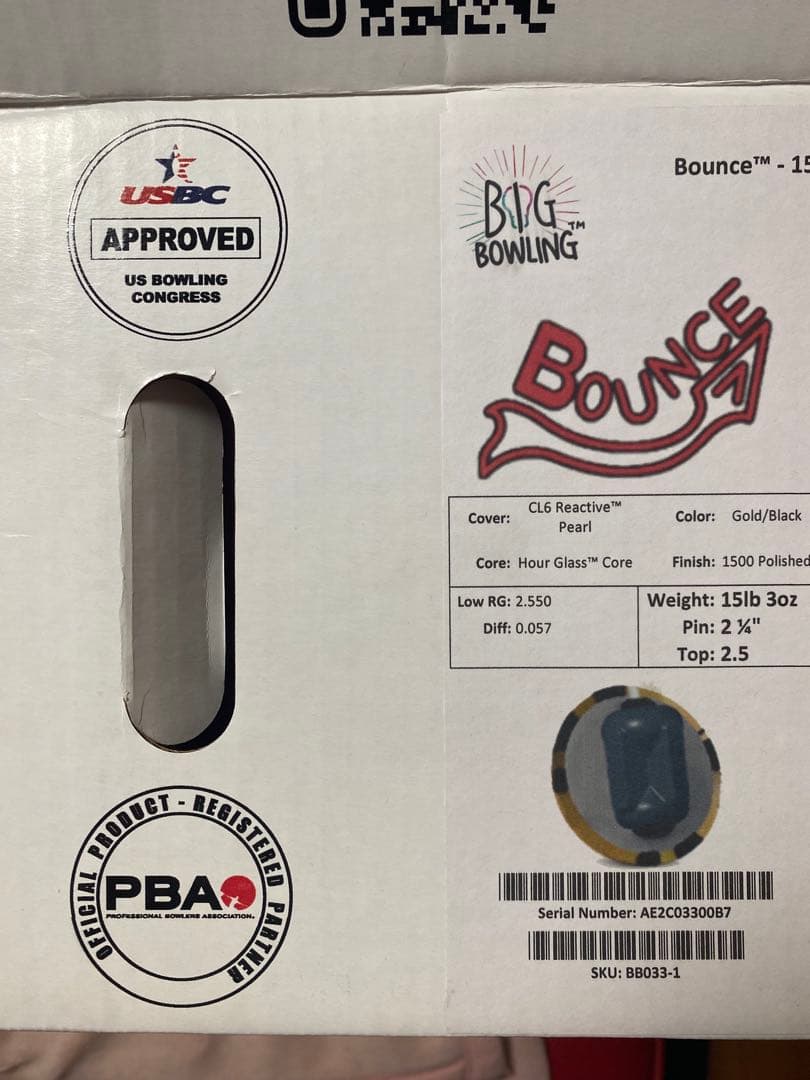 USBC
APPROVED
US BOWLING
CONGRESS
BIG™
BOWLING
Bounce™ - 15
BOUNCE
Cover: CL6 Reactive™ Pearl
Color: Gold/Black
Core: Hour Glass™ Core
Finish: 1500 Polished
Low RG: 2.550
Diff: 0.057
Weight: 15lb 3oz
Pin: 2 ¼"
Top: 2.5
Serial Number: AE2C03300B7
SKU: BB033-1
OFFICIAL PRODUCT - REGISTERED PARTNER
PBA
PROFESSIONAL BOWLERS ASSOCIATION.